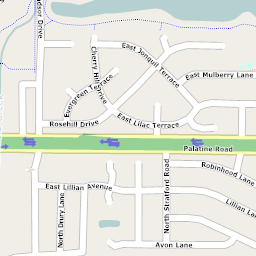 East Jonquil Terrace
Cherry Hill Drive
East Mulberry Lane
Evergreen Terrace
East Lilac Terrace
Rosehill Drive
Palatine Road
Robinhood Lane
East Lillian Avenue
North Stratford Road
North Drury Lane
Lillian
Avon Lane
Drive